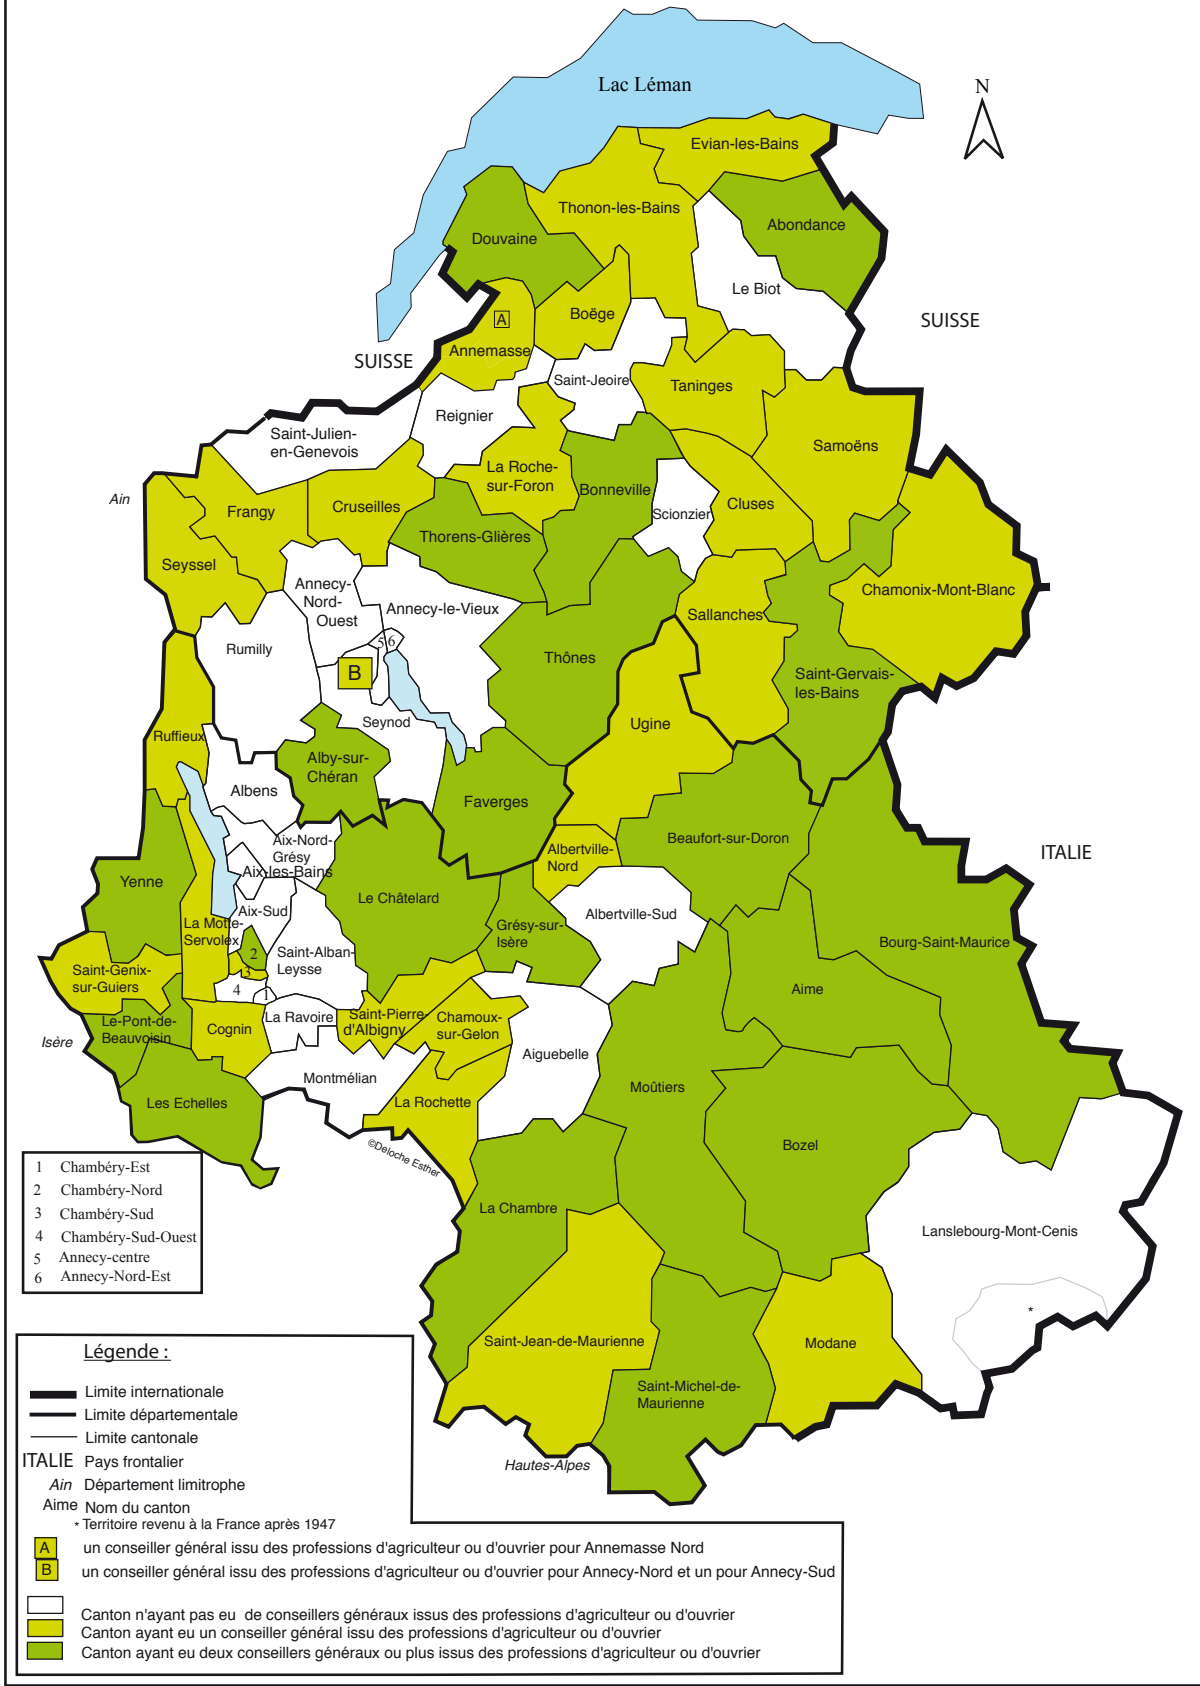 Lac Léman
N
Evian-les-Bains
Thonon-les-Bains
Abondance
Douvaine
Le Biot
SUISSE
A
Boëge
Annemasse
SUISSE
Saint-Jeoire
Taninges
Reignier
Saint-Julien-
en-Genevois
Samoëns
La Roche-
sur-Foron
Bonneville
Ain
Cluses
Cruseilles
Frangy
Scionzier
Thorens-Glières
Seyssel
Annecy-
Nord-
Ouest
Chamonix-Mont-Blanc
Annecy-le-Vieux
Sallanches
5
6
Rumilly
Thônes
B
Saint-Gervais-
les-Bains
Seynod
Ugine
Ruffieux
Alby-sur-
Chéran
Albens
Faverges
Aix-Nord-
Grésy
Beaufort-sur-Doron
Albertville-
Nord
ITALIE
Aix-les-Bains
Yenne
Le Châtelard
Aix-Sud
Albertville-Sud
La Motte-
Servolex
Grésy-sur-
Isère
Bourg-Saint-Maurice
2
Saint-Alban-
Leysse
Saint-Genix-
sur-Guiers
3
4
1
Aime
Le-Pont-de-
Beauvoisin
La Ravoire
Saint-Pierre-
d'Albigny
Chamoux-
sur-Gelon
Cognin
Isère
Aiguebelle
Montmélian
Moûtiers
Les Echelles
La Rochette
©Deloche Esther
Bozel
1 Chambéry-Est
2 Chambéry-Nord
3 Chambéry-Sud
4 Chambéry-Sud-Ouest
5 Annecy-centre
6 Annecy-Nord-Est
La Chambre
Lanslebourg-Mont-Cenis
*
Saint-Jean-de-Maurienne
Modane
Saint-Michel-de-
Maurienne
Hautes-Alpes
Légende :
Limite internationale
Limite départementale
Limite cantonale
ITALIE Pays frontalier
Ain Département limitrophe
Aime Nom du canton
* Territoire revenu à la France après 1947
A un conseiller général issu des professions d'agriculteur ou d'ouvrier pour Annemasse Nord
B un conseiller général issu des professions d'agriculteur ou d'ouvrier pour Annecy-Nord et un pour Annecy-Sud
Canton n'ayant pas eu de conseillers généraux issus des professions d'agriculteur ou d'ouvrier
Canton ayant eu un conseiller général issu des professions d'agriculteur ou d'ouvrier
Canton ayant eu deux conseillers généraux ou plus issus des professions d'agriculteur ou d'ouvrier